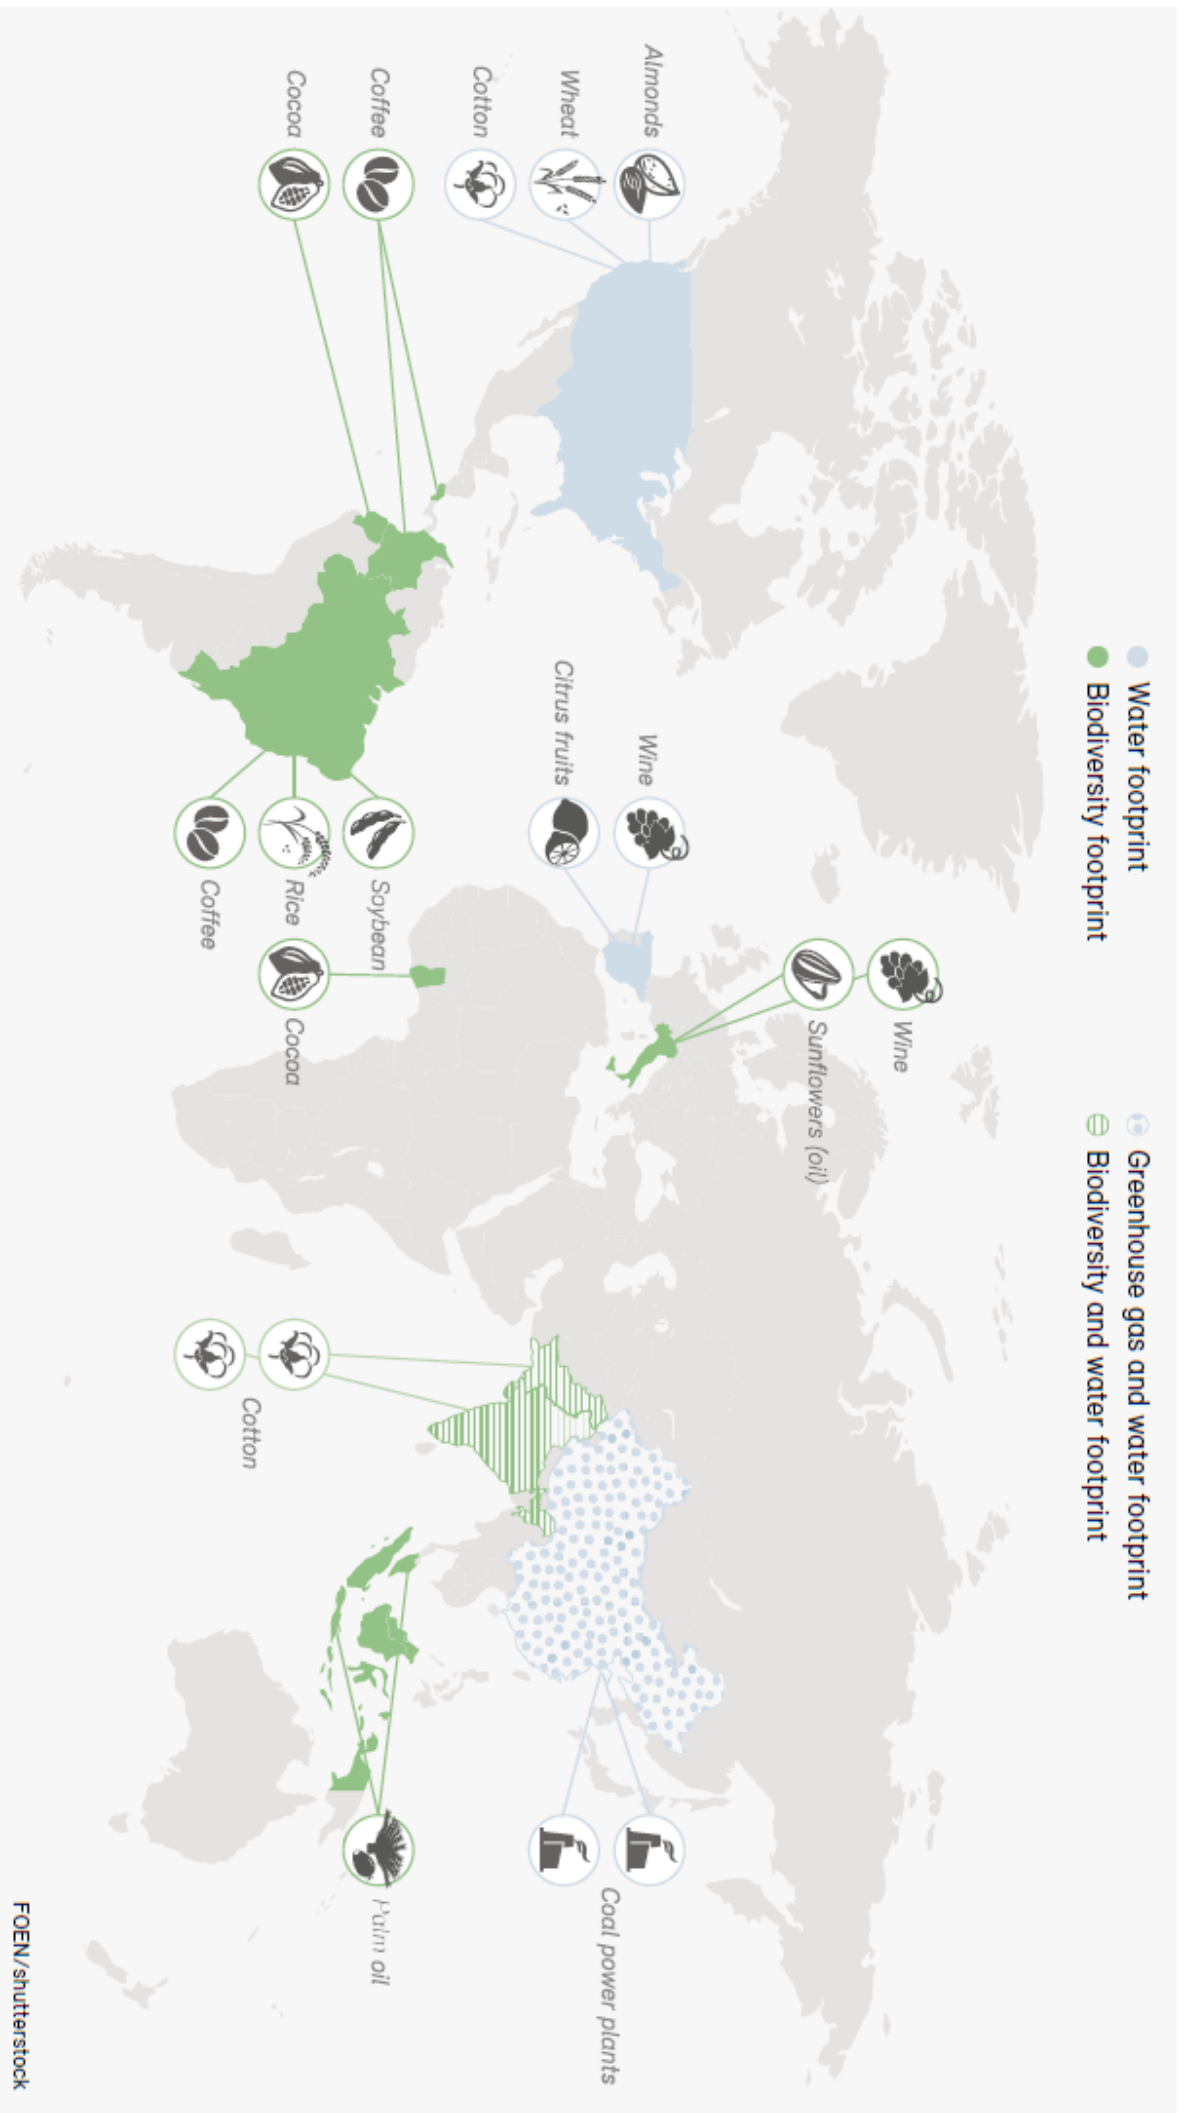 Water footprint
Biodiversity footprint
Greenhouse gas and water footprint
Biodiversity and water footprint
Almonds
Wheat
Cotton
Coffee
Cocoa
Wine
Citrus fruits
Wine
Sunflowers (oil)
Soybean
Rice
Coffee
Cocoa
Cotton
Coal power plants
Palm oil
FOEN/shutterstock